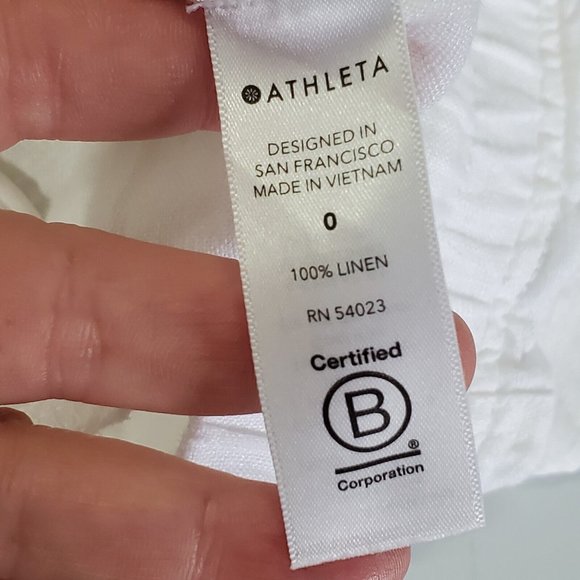 ATHLETA
DESIGNED IN
SAN FRANCISCO
MADE IN VIETNAM
0
100% LINEN
RN 54023
Certified
B
®
Corporation